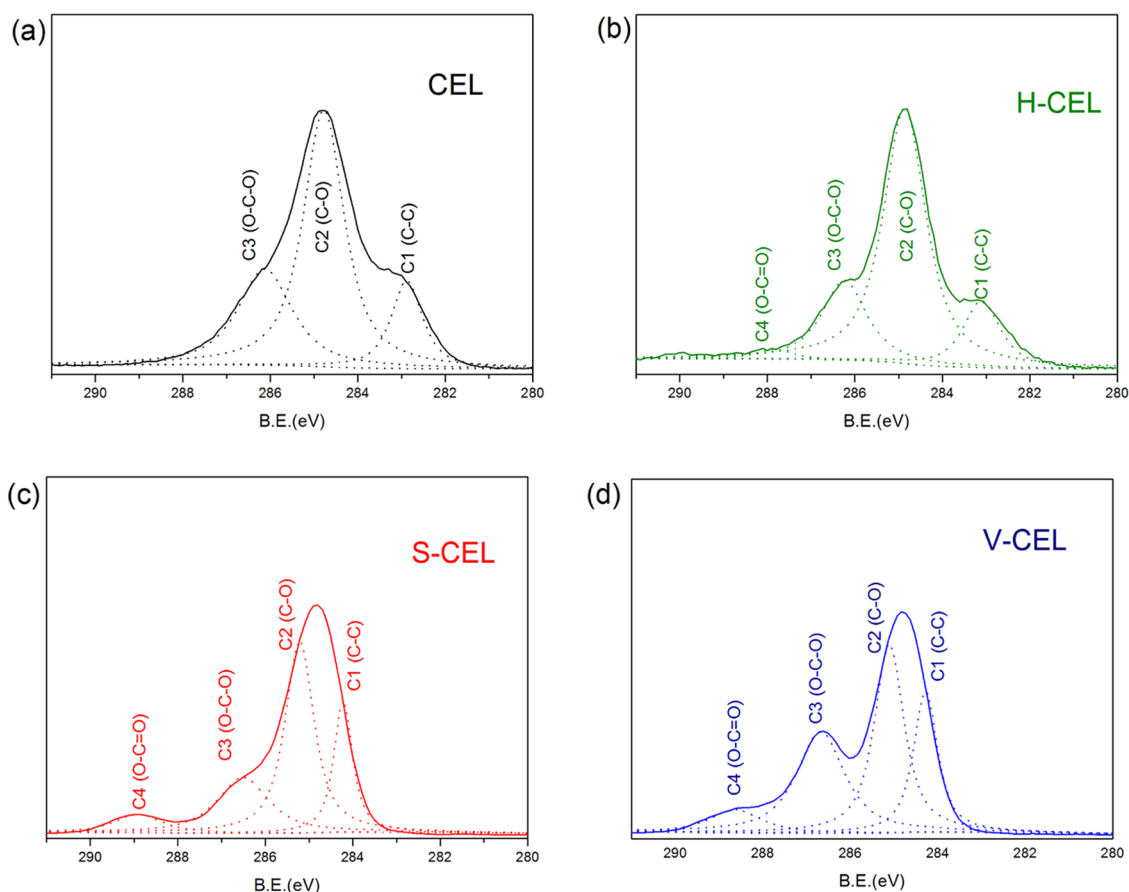 (a)
CEL
C3 (O-C-O)
C2 (C-O)
C1 (C-C)
290 288 286 284 282 280
B.E.(eV)
(b)
H-CEL
C4 (O-C=O)
C3 (O-C-O)
C2 (C-O)
C1 (C-C)
290 288 286 284 282 280
B.E.(eV)
(c)
S-CEL
C4 (O-C=O)
C3 (O-C-O)
C2 (C-O)
C1 (C-C)
290 288 286 284 282 280
B.E.(eV)
(d)
V-CEL
C4 (O-C=O)
C3 (O-C-O)
C2 (C-O)
C1 (C-C)
290 288 286 284 282 280
B.E.(eV)